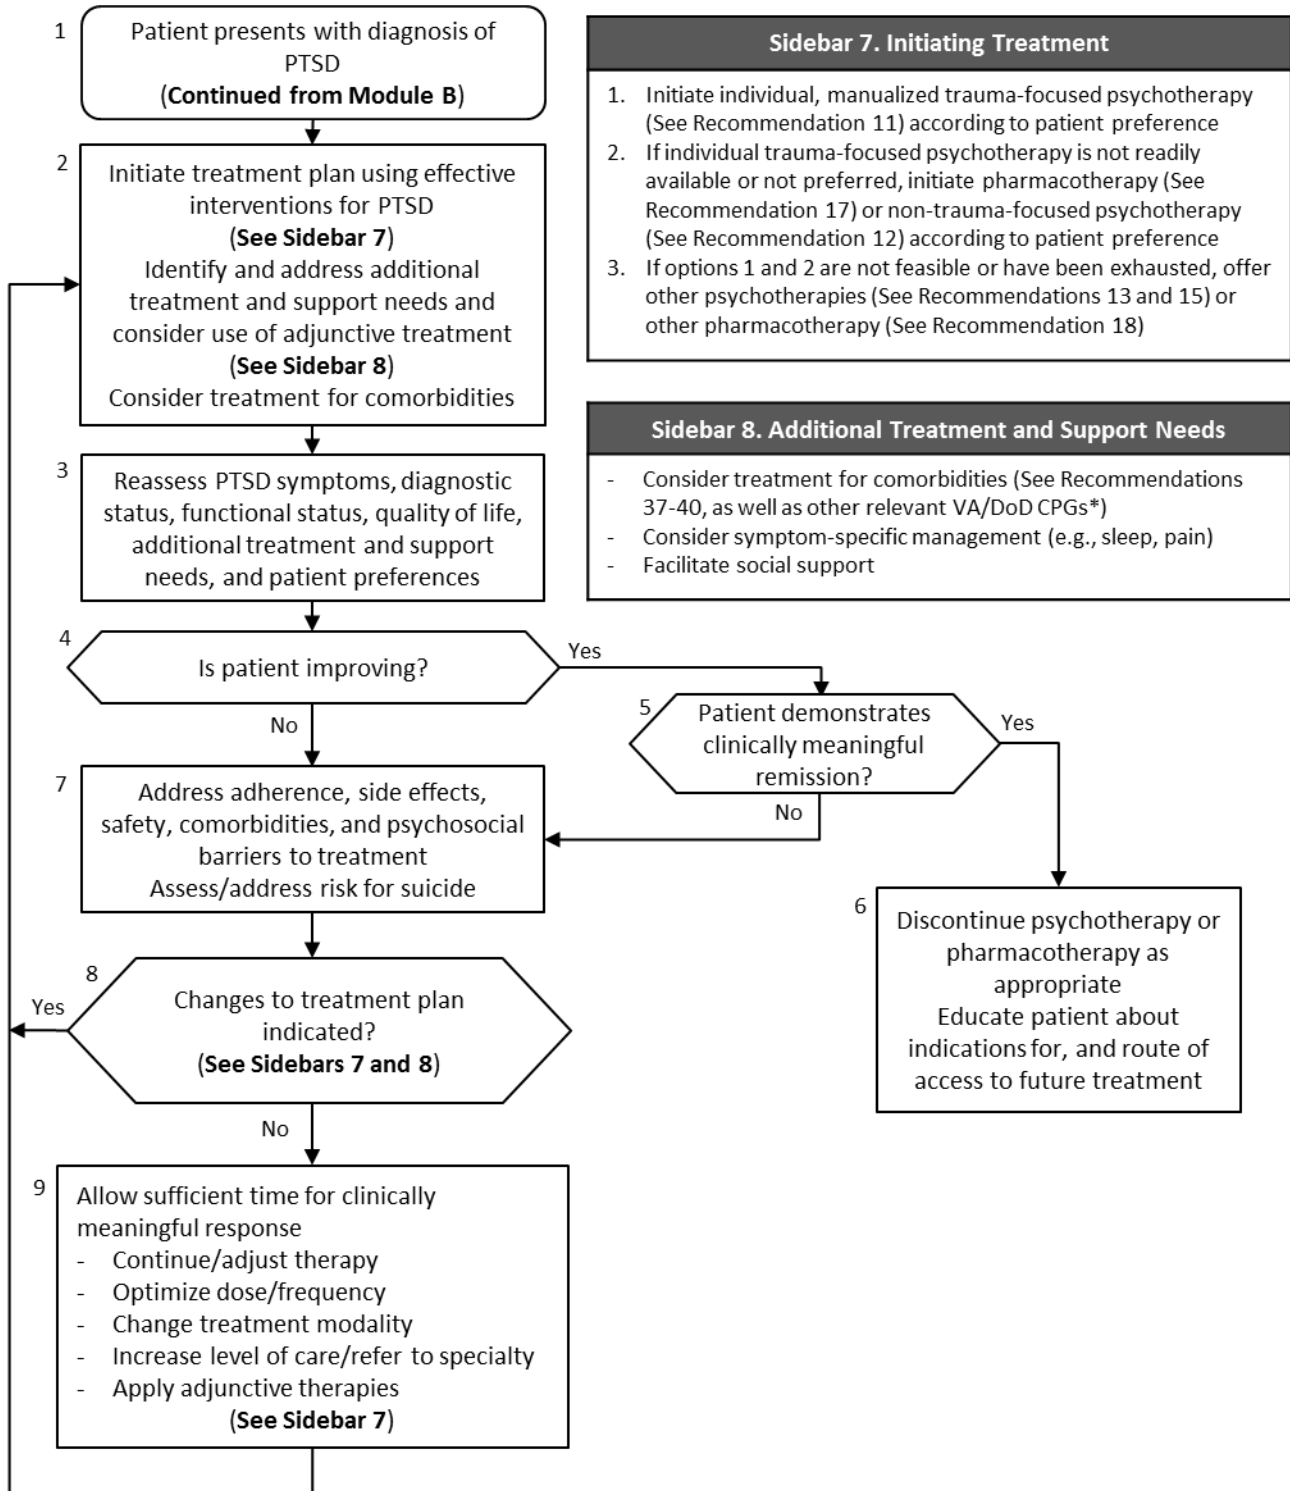 1
Patient presents with diagnosis of
PTSD
(Continued from Module B)
2
Initiate treatment plan using effective
interventions for PTSD
(See Sidebar 7)
Identify and address additional
treatment and support needs and
consider use of adjunctive treatment
(See Sidebar 8)
Consider treatment for comorbidities
Sidebar 7. Initiating Treatment
1. Initiate individual, manualized trauma-focused psychotherapy
(See Recommendation 11) according to patient preference
2. If individual trauma-focused psychotherapy is not readily
available or not preferred, initiate pharmacotherapy (See
Recommendation 17) or non-trauma-focused psychotherapy
(See Recommendation 12) according to patient preference
3. If options 1 and 2 are not feasible or have been exhausted, offer
other psychotherapies (See Recommendations 13 and 15) or
other pharmacotherapy (See Recommendation 18)
Sidebar 8. Additional Treatment and Support Needs
- Consider treatment for comorbidities (See Recommendations
37-40, as well as other relevant VA/DoD CPGs*)
- Consider symptom-specific management (e.g., sleep, pain)
- Facilitate social support
3
Reassess PTSD symptoms, diagnostic
status, functional status, quality of life,
additional treatment and support
needs, and patient preferences
4
Is patient improving?
Yes
No
5
Patient demonstrates
clinically meaningful
remission?
Yes
No
6
Discontinue psychotherapy or
pharmacotherapy as
appropriate
Educate patient about
indications for, and route of
access to future treatment
7
Address adherence, side effects,
safety, comorbidities, and psychosocial
barriers to treatment
Assess/address risk for suicide
8
Changes to treatment plan
indicated?
(See Sidebars 7 and 8)
Yes
No
9
Allow sufficient time for clinically
meaningful response
- Continue/adjust therapy
- Optimize dose/frequency
- Change treatment modality
- Increase level of care/refer to specialty
- Apply adjunctive therapies
(See Sidebar 7)